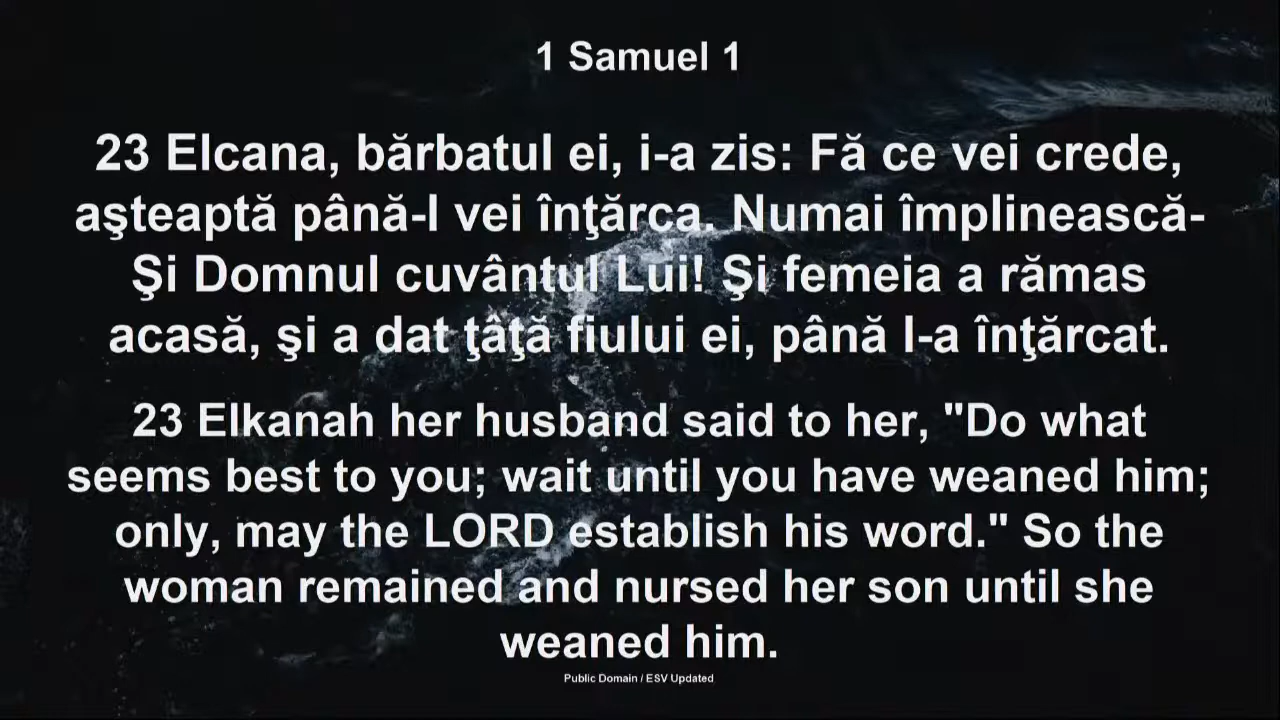 1 Samuel 1
23 Elcana, bărbatul ei, i-a zis: Fă ce vei crede,
aşteaptă până-l vei înţărca. Numai împlinească-
Şi Domnul cuvântul Lui! Şi femeia a rămas
acasă, şi a dat ţâţă fiului ei, până l-a înţărcat.
23 Elkanah her husband said to her, "Do what
seems best to you; wait until you have weaned him;
only, may the LORD establish his word." So the
woman remained and nursed her son until she
weaned him.
Public Domain / ESV Updated